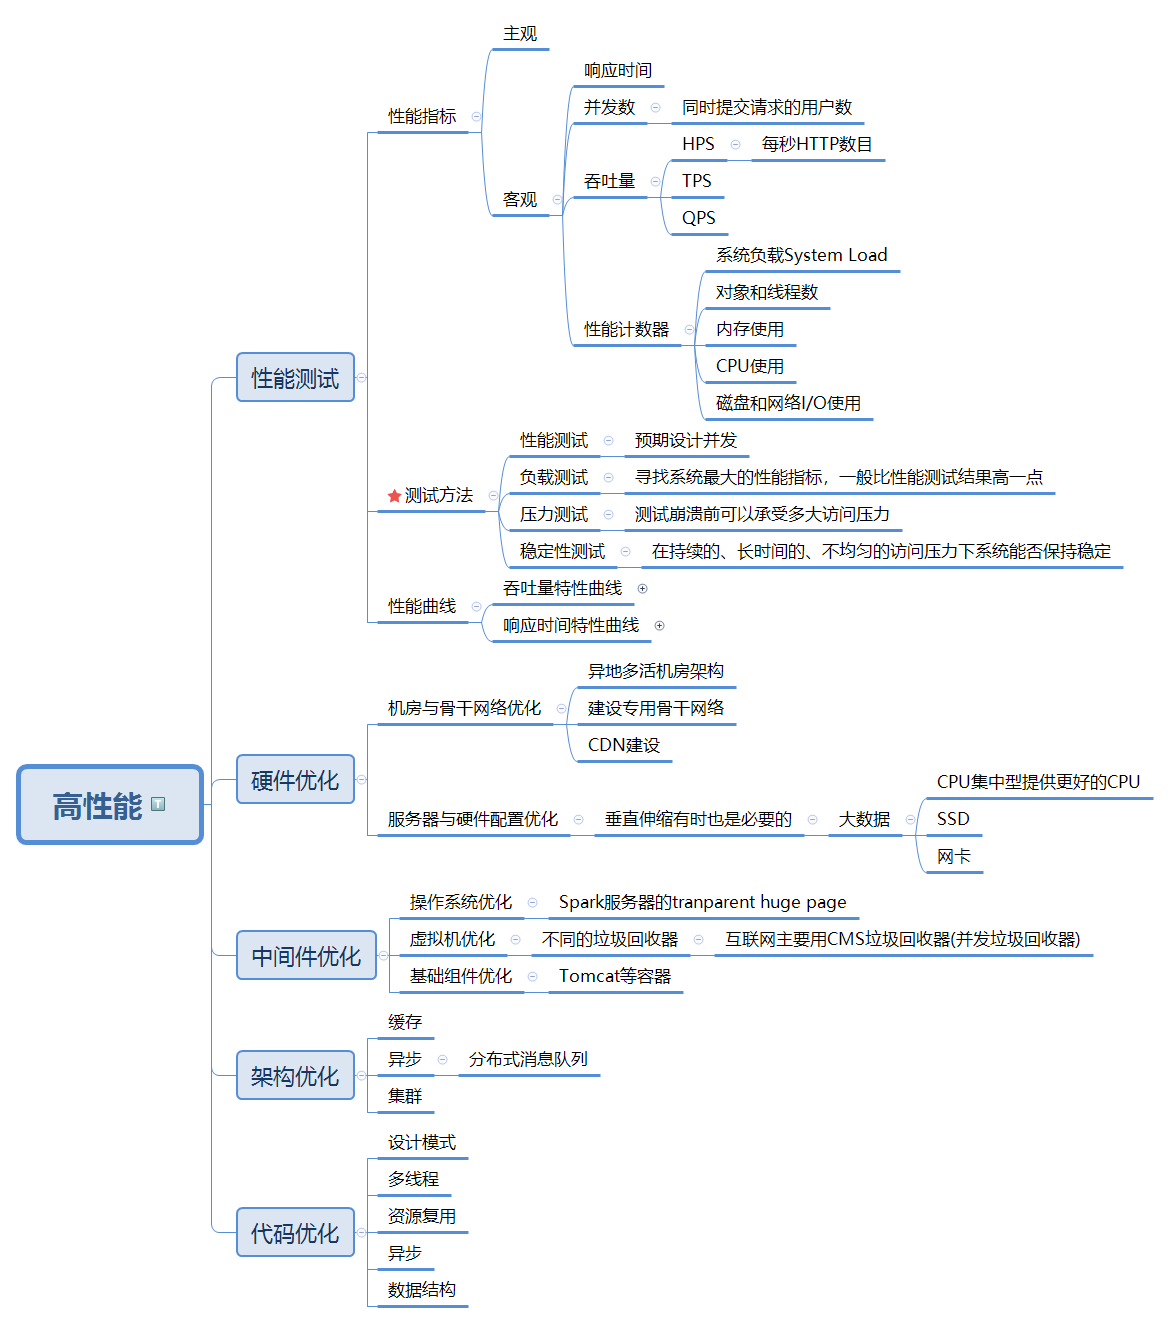 高性能
性能测试
性能指标
主观
客观
响应时间
并发数
同时提交请求的用户数
吞吐量
HPS
每秒HTTP数目
TPS
QPS
性能计数器
系统负载System Load
对象和线程数
内存使用
CPU使用
磁盘和网络I/O使用
测试方法
性能测试
预期设计并发
负载测试
寻找系统最大的性能指标，一般比性能测试结果高一点
压力测试
测试崩溃前可以承受多大访问压力
稳定性测试
在持续的、长时间的、不均匀的访问压力下系统能否保持稳定
性能曲线
吞吐量特性曲线
响应时间特性曲线
硬件优化
机房与骨干网络优化
异地多活机房架构
建设专用骨干网络
CDN建设
服务器与硬件配置优化
垂直伸缩有时也是必要的
大数据
CPU集中型提供更好的CPU
SSD
网卡
中间件优化
操作系统优化
Spark服务器的tranparent huge page
虚拟机优化
不同的垃圾回收器
互联网主要用CMS垃圾回收器(并发垃圾回收器)
基础组件优化
Tomcat等容器
架构优化
缓存
异步
分布式消息队列
集群
代码优化
设计模式
多线程
资源复用
异步
数据结构